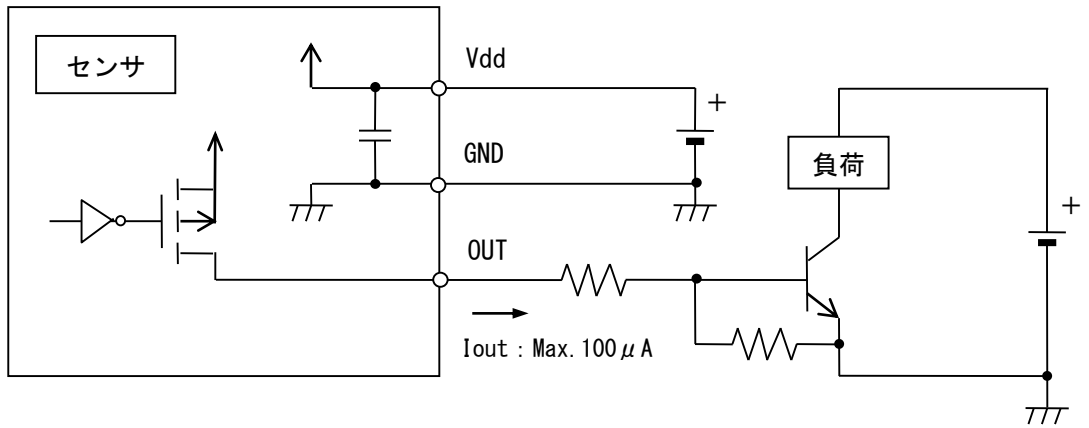 センサ
Vdd
+
GND
負荷
+
OUT
Iout：Max.100μA